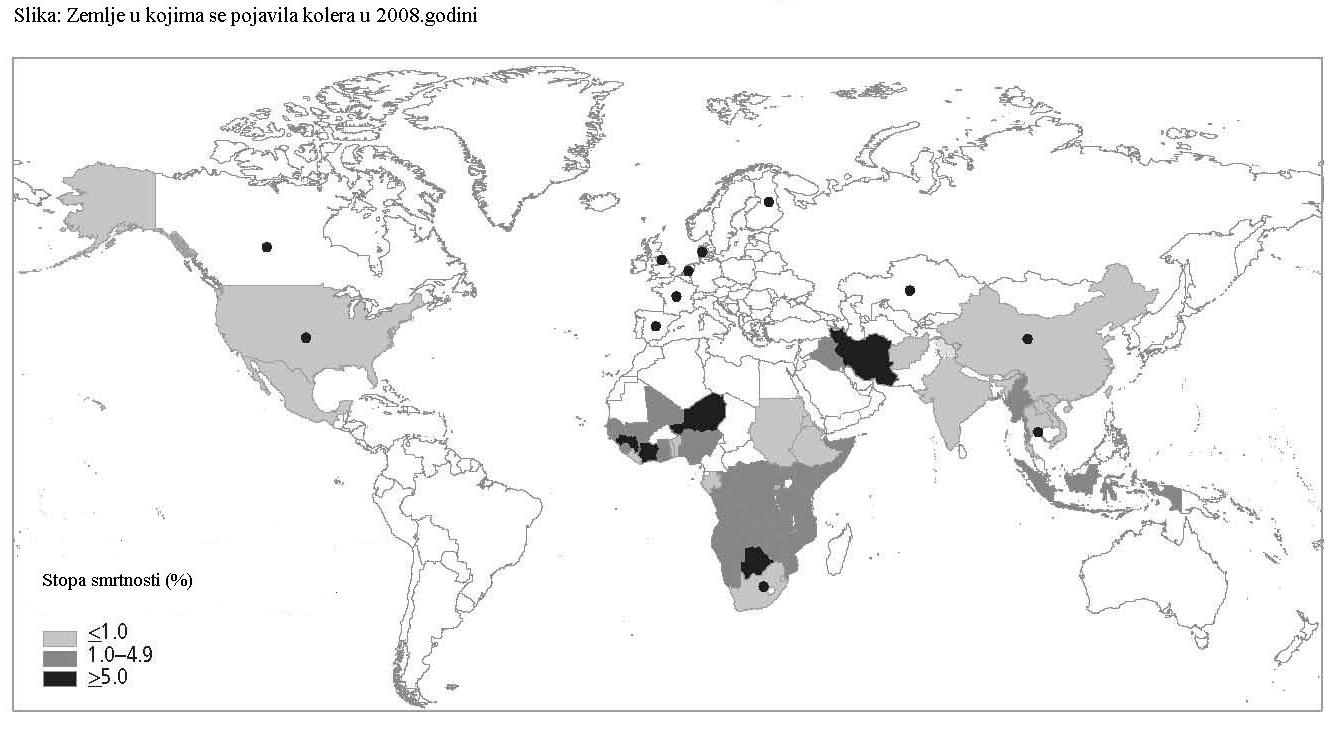 Slika: Zemlje u kojima se pojavila kolera u 2008.godini
Stopa smrtnosti (%)
≤1.0
1.0–4.9
≥5.0